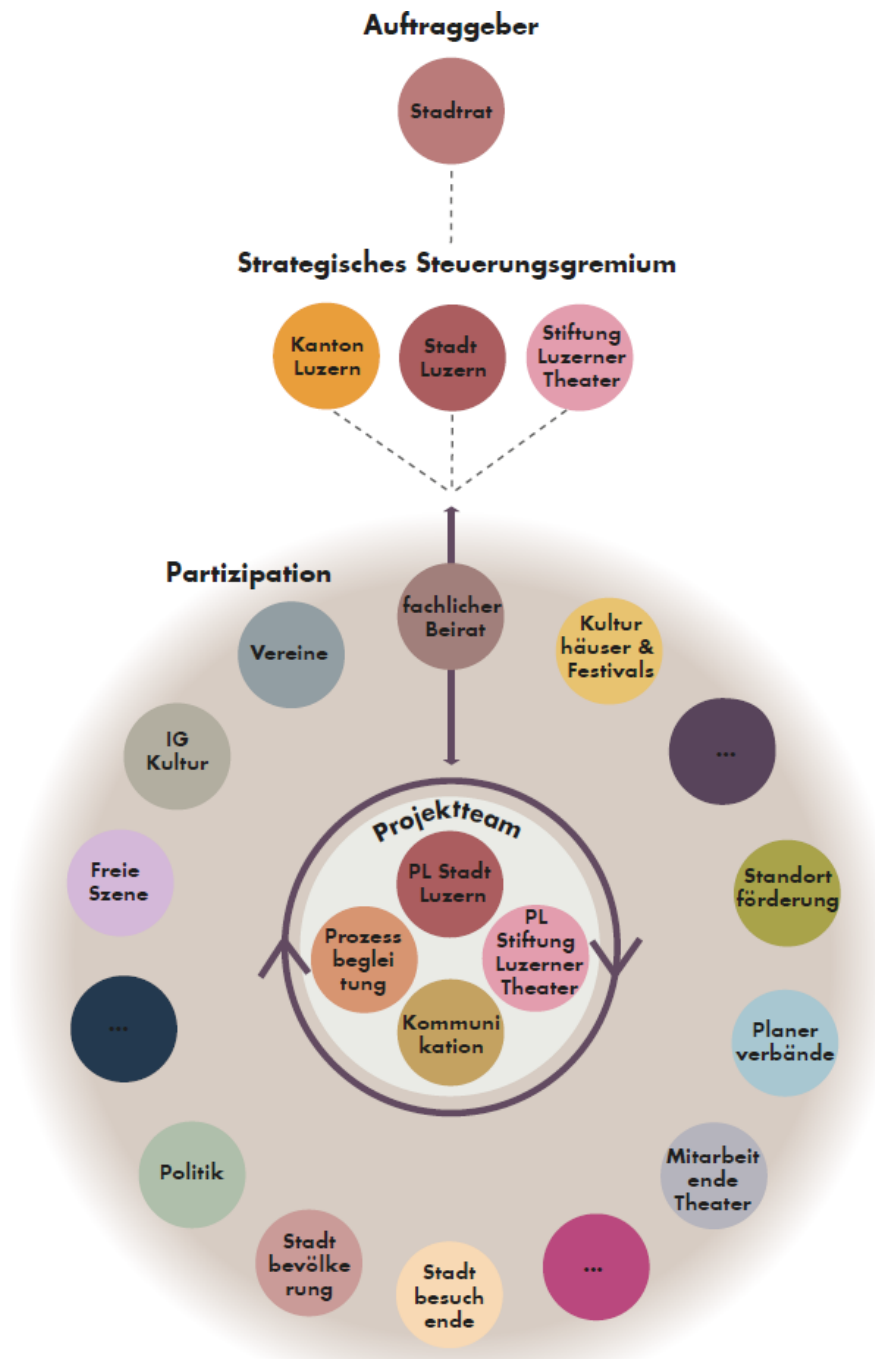 Auftraggeber
Stadtrat
Strategisches Steuerungsgremium
Kanton
Luzern
Stadt
Luzern
Stiftung
Luzerner
Theater
Partizipation
fachlicher
Beirat
Vereine
Kultur
häuser &
Festivals
IG
Kultur
...
Freie
Szene
Projektteam
PL Stadt
Luzern
Prozess
beglei
tung
PL
Stiftung
Luzerner
Theater
Kommuni
kation
Standort
förderung
...
Planer
verbände
Politik
Mitarbeit
ende
Theater
Stadt
bevölke
rung
Stadt
besuch
ende
...